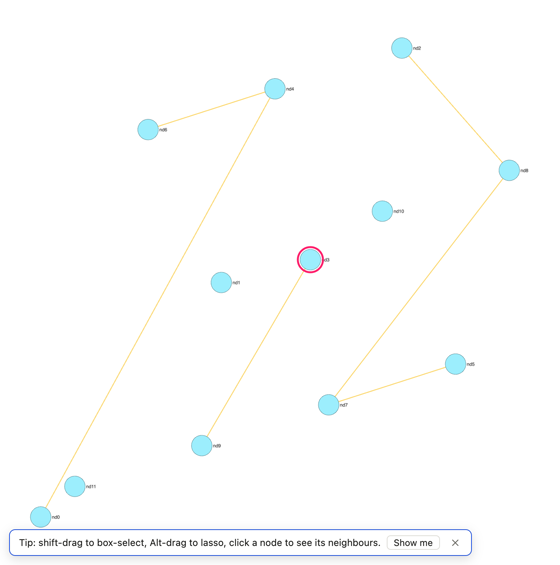 nd2
nd4
nd6
nd8
nd10
nd3
nd1
nd5
nd7
nd9
nd11
nd0
Tip: shift-drag to box-select, Alt-drag to lasso, click a node to see its neighbours. Show me